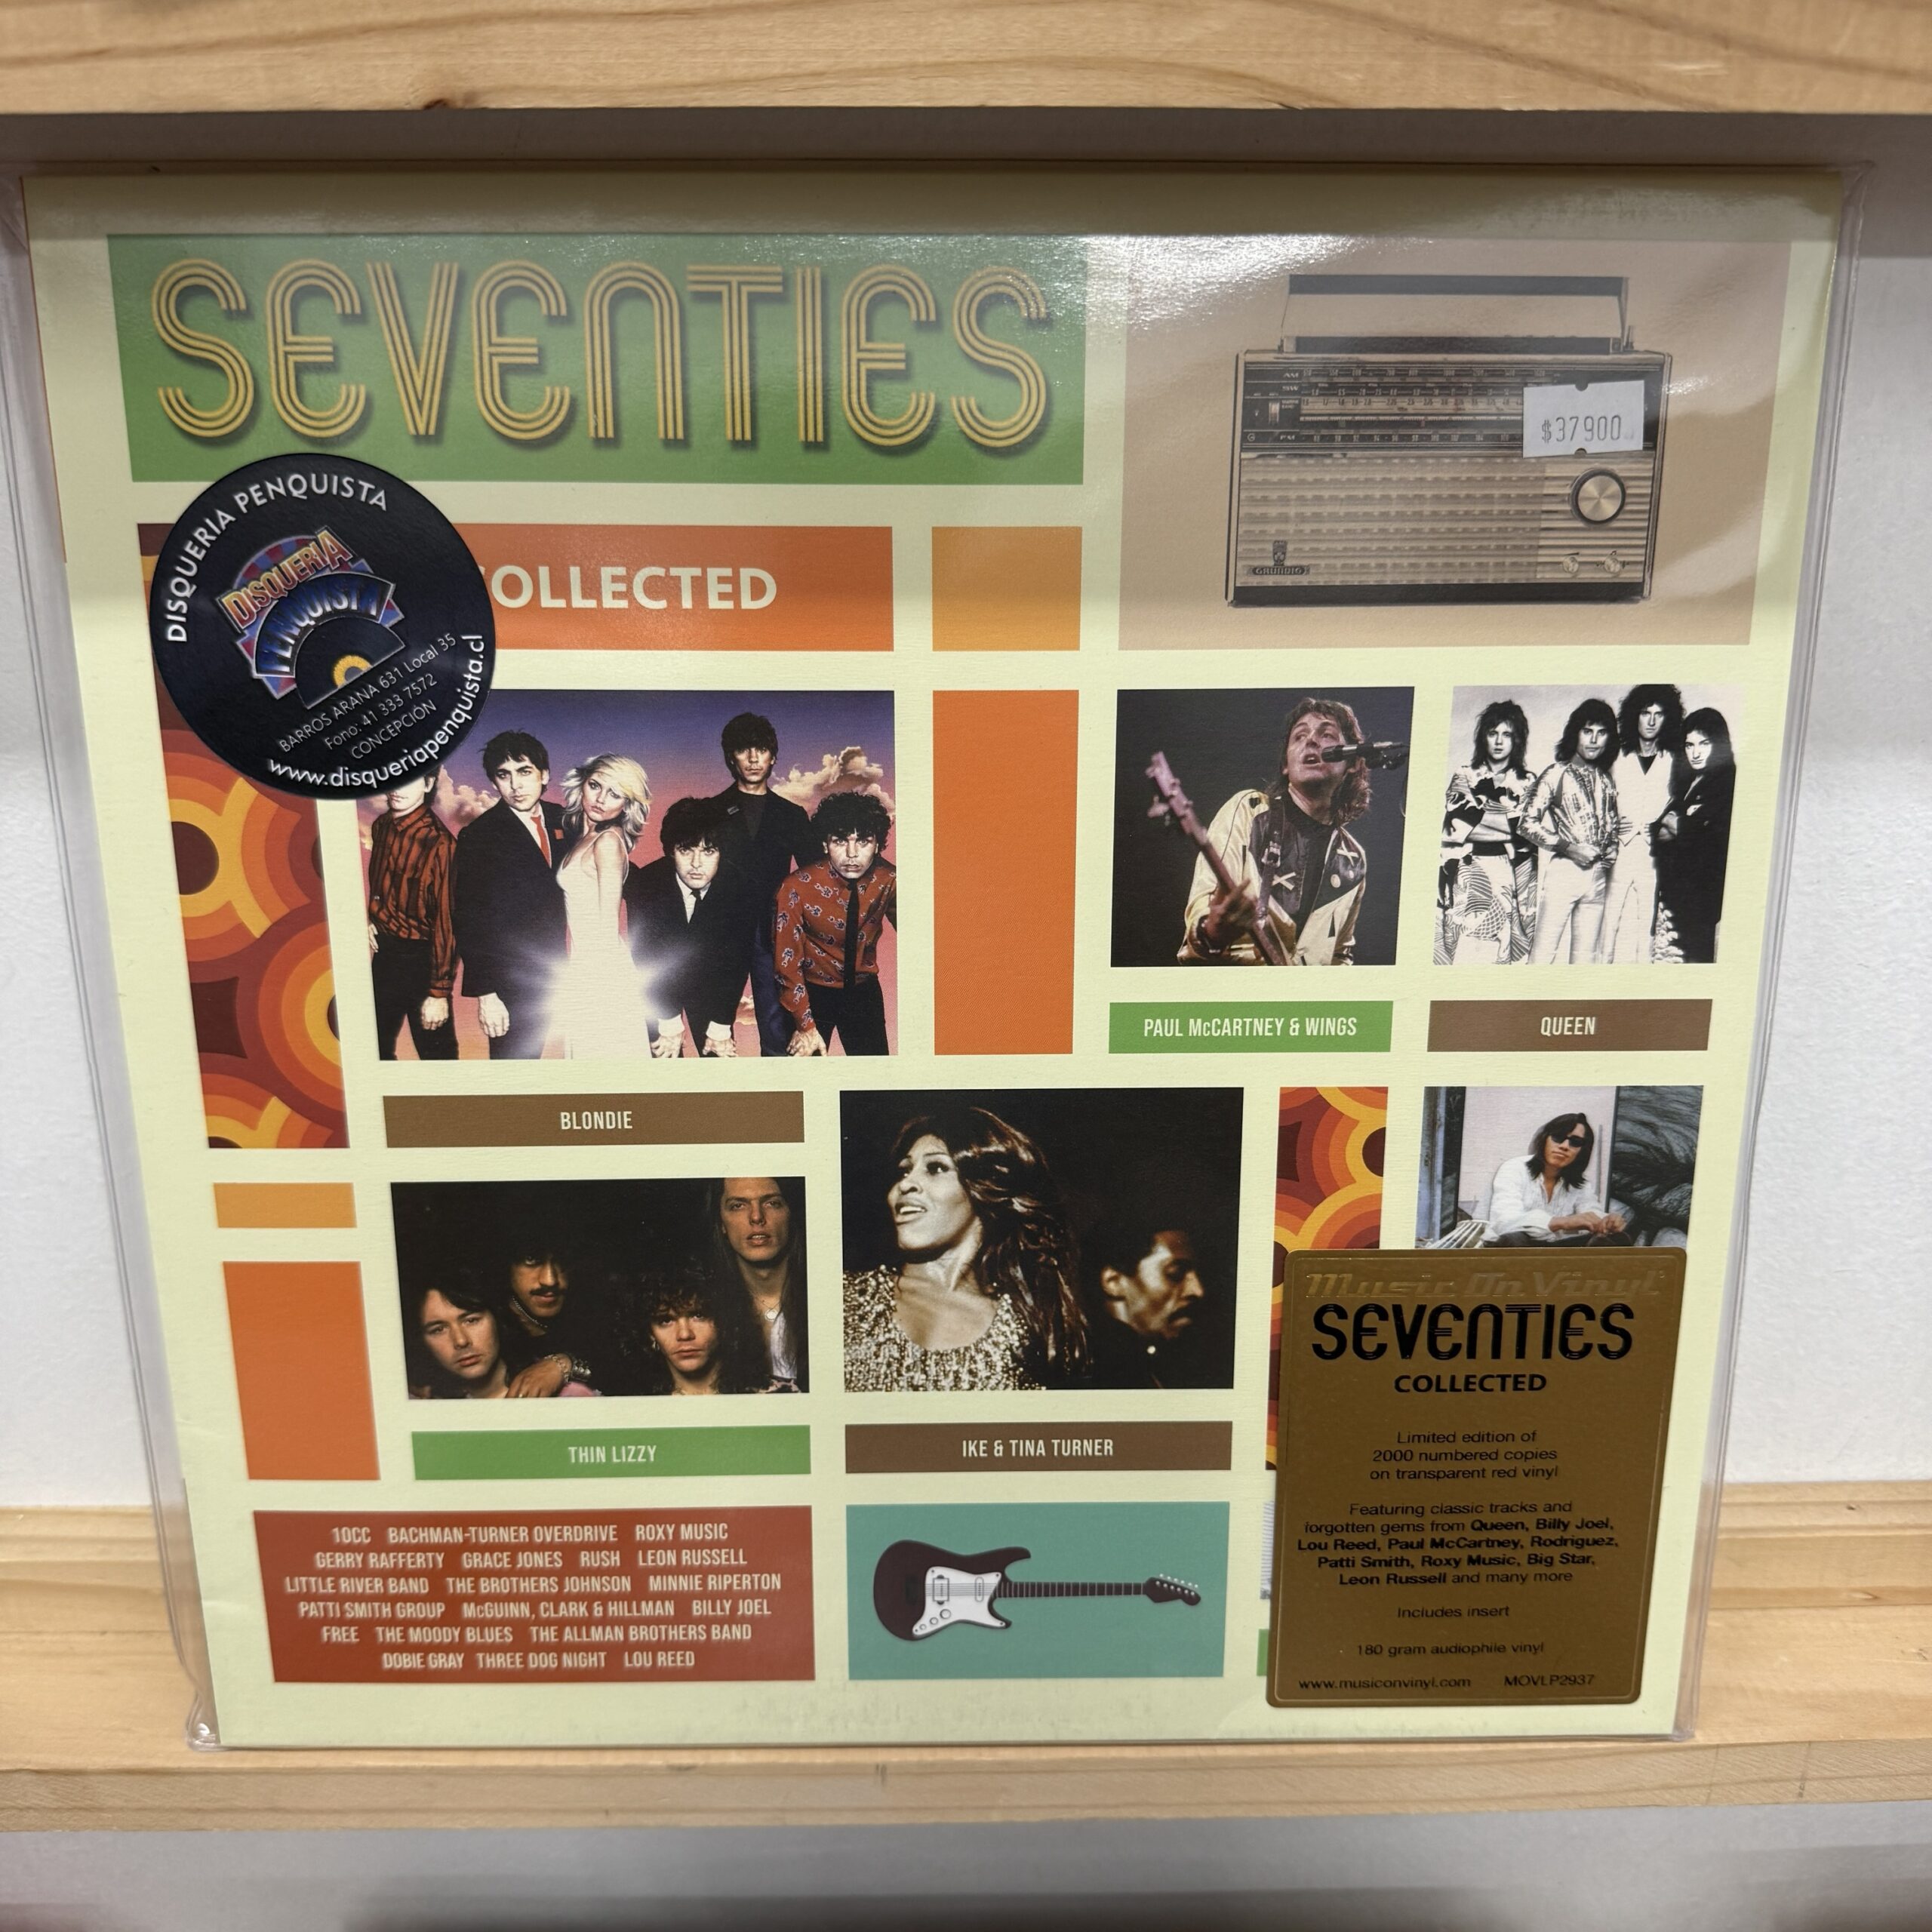 SEVENTIES
$37900
AM
SW
FM
GRUNDIG
DISQUERIA PENQUISTA
DISQUERIA
PENQUISTA
BARROS ARANA 631 Local 35
Fono: 41 333 7572
CONCEPCIÓN
www.disqueriapenquista.cl
OLLECTED
PAUL McCARTNEY & WINGS
QUEEN
BLONDIE
THIN LIZZY
IKE & TINA TURNER
10CC BACHMAN-TURNER OVERDRIVE ROXY MUSIC
GERRY RAFFERTY GRACE JONES RUSH LEON RUSSELL
LITTLE RIVER BAND THE BROTHERS JOHNSON MINNIE RIPERTON
PATTI SMITH GROUP McGUINN, CLARK & HILLMAN BILLY JOEL
FREE THE MOODY BLUES THE ALLMAN BROTHERS BAND
DOBIE GRAY THREE DOG NIGHT LOU REED
Music On Vinyl
SEVENTIES
COLLECTED
Limited edition of
2000 numbered copies
on transparent red vinyl
Featuring classic tracks and
forgotten gems from Queen, Billy Joel,
Lou Reed, Paul McCartney, Rodriguez,
Patti Smith, Roxy Music, Big Star,
Leon Russell and many more
Includes insert
180 gram audiophile vinyl
www.musiconvinyl.com MOVLP2937